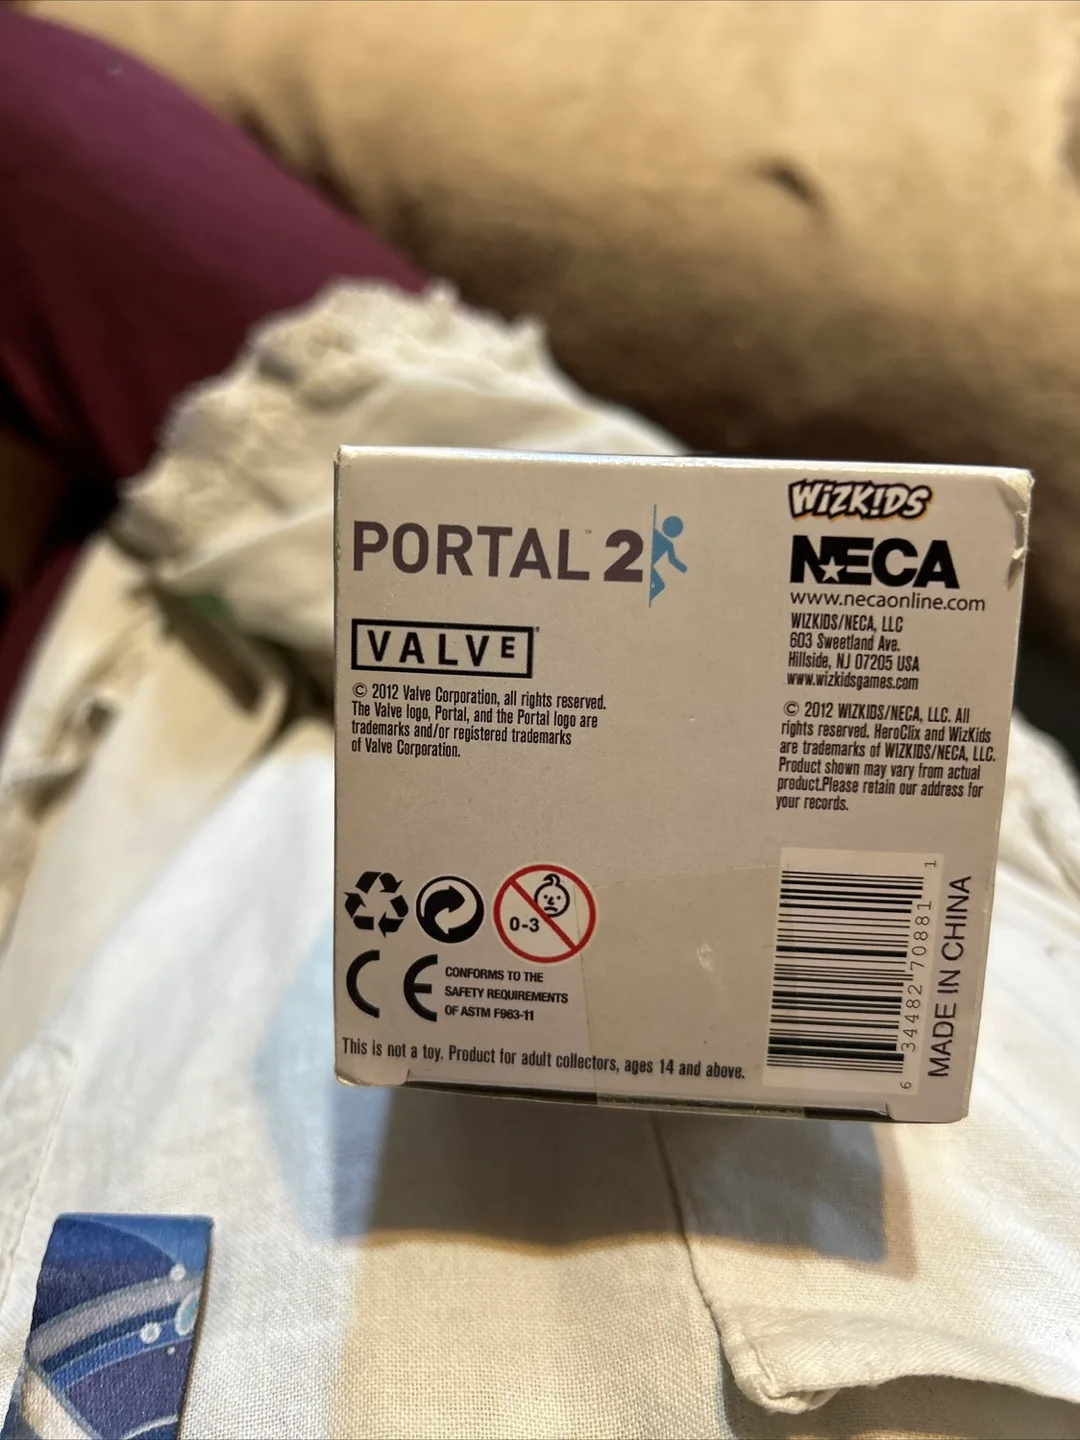 PORTAL 2
VALVE
© 2012 Valve Corporation, all rights reserved.
The Valve logo, Portal, and the Portal logo are
trademarks and/or registered trademarks
of Valve Corporation.
WIZKIDS
NECA
www.necaonline.com
WIZKIDS/NECA, LLC
603 Sweetland Ave.
Hillside, NJ 07205 USA
www.wizkidsgames.com
© 2012 WIZKIDS/NECA, LLC. All
rights reserved. HeroClix and WizKids
are trademarks of WIZKIDS/NECA, LLC.
Product shown may vary from actual
product.Please retain our address for
your records.
0-3
CE
CONFORMS TO THE
SAFETY REQUIREMENTS
OF ASTM F963-11
This is not a toy. Product for adult collectors, ages 14 and above.
6 34482 70881 1
MADE IN CHINA